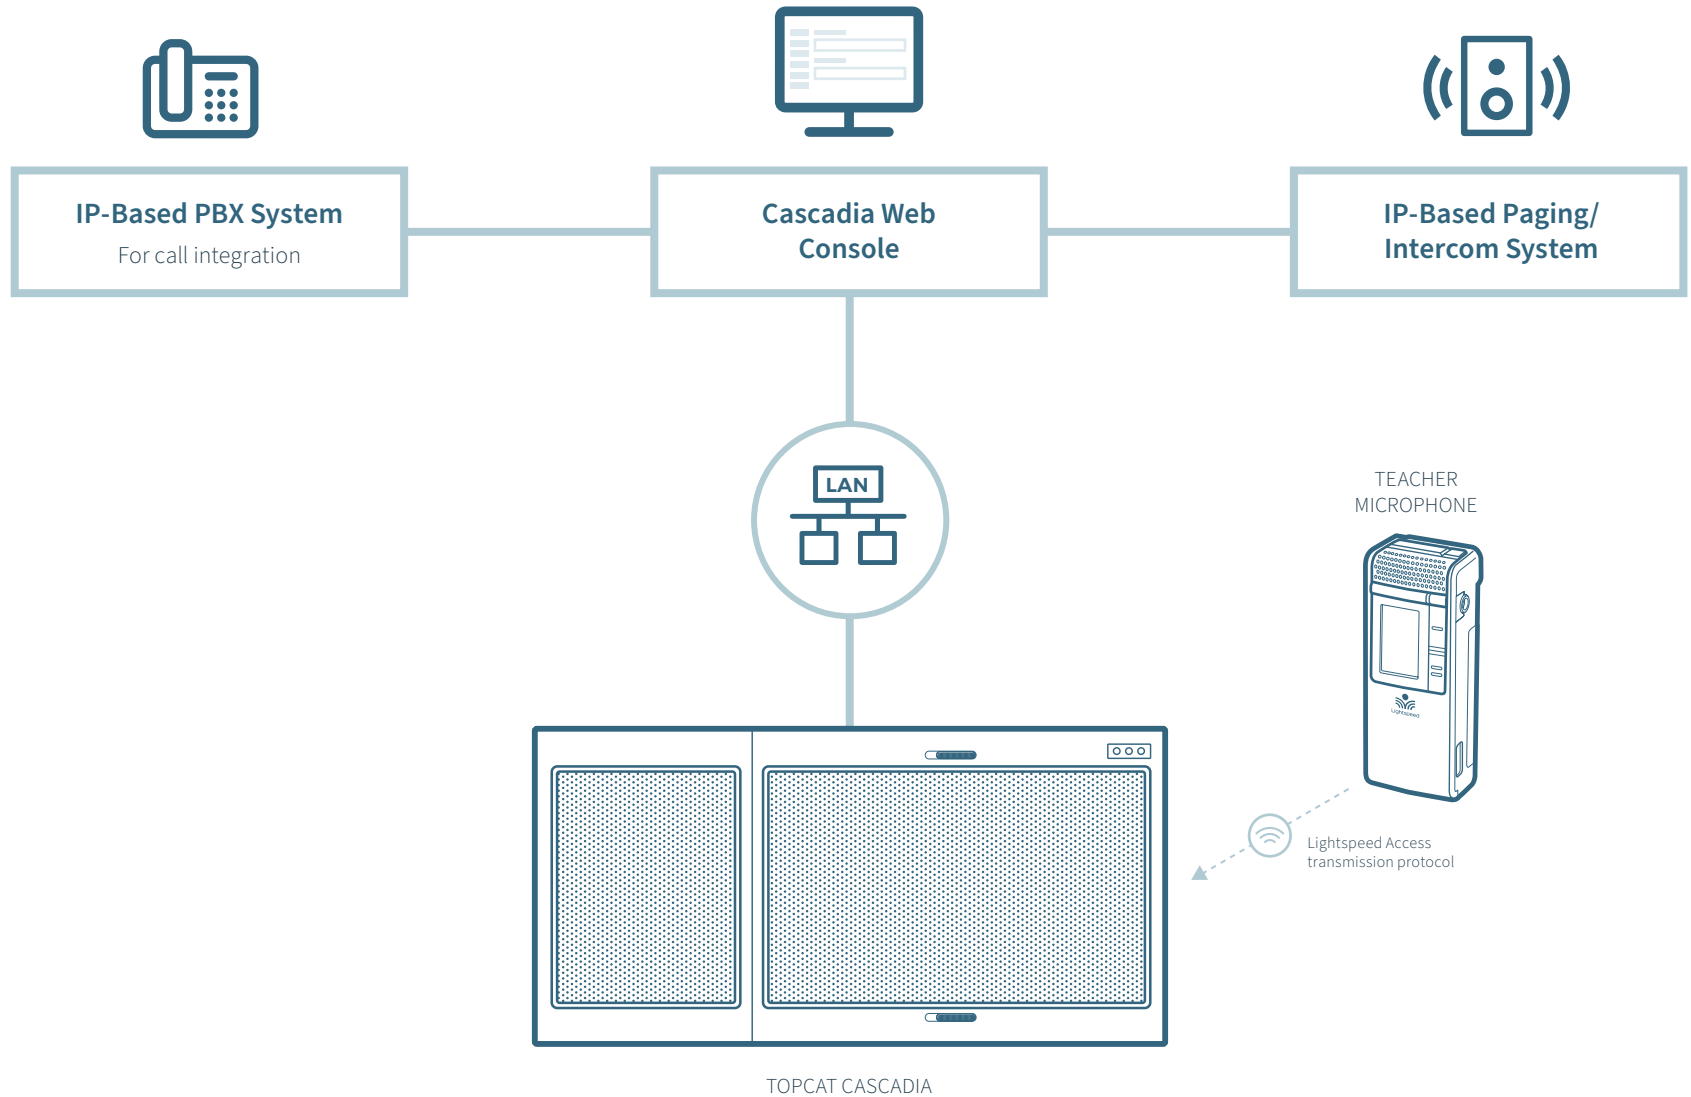 IP-Based PBX System
For call integration
Cascadia Web
Console
IP-Based Paging/
Intercom System
LAN
TEACHER
MICROPHONE
Lightspeed
Lightspeed Access
transmission protocol
TOPCAT CASCADIA